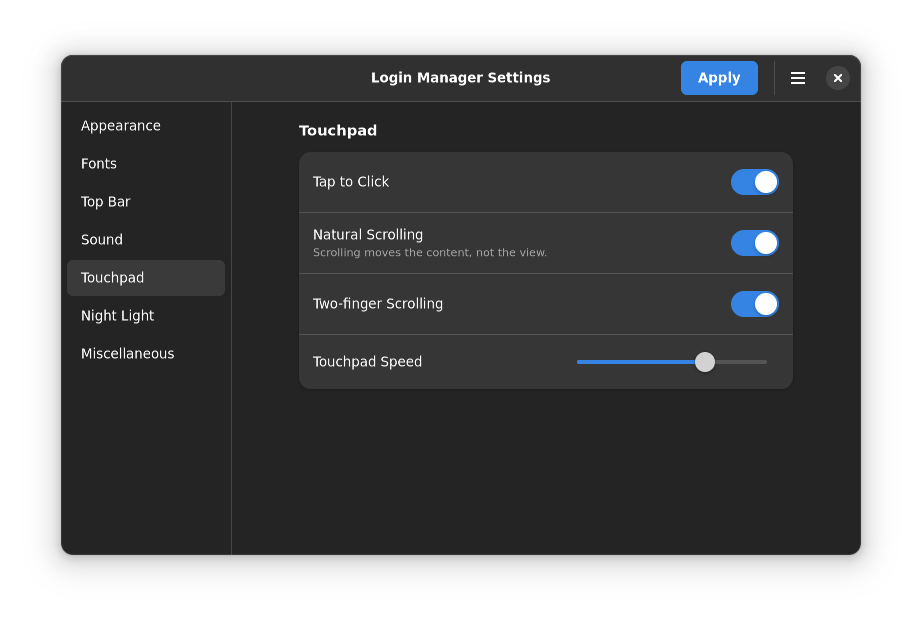 Login Manager Settings
Apply
Appearance
Fonts
Top Bar
Sound
Touchpad
Night Light
Miscellaneous
Touchpad
Tap to Click
Natural Scrolling
Scrolling moves the content, not the view.
Two-finger Scrolling
Touchpad Speed